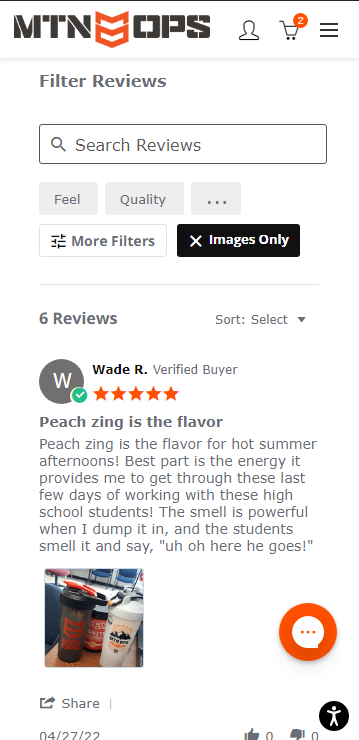 MTN OPS
2
Filter Reviews
Search Reviews
Feel
Quality
...
More Filters
Images Only
6 Reviews
Sort: Select
W
Wade R. Verified Buyer
Peach zing is the flavor
Peach zing is the flavor for hot summer
afternoons! Best part is the energy it
provides me to get through these last
few days of working with these high
school students! The smell is powerful
when I dump it in, and the students
smell it and say, "uh oh here he goes!"
Share
04/27/22
0
0